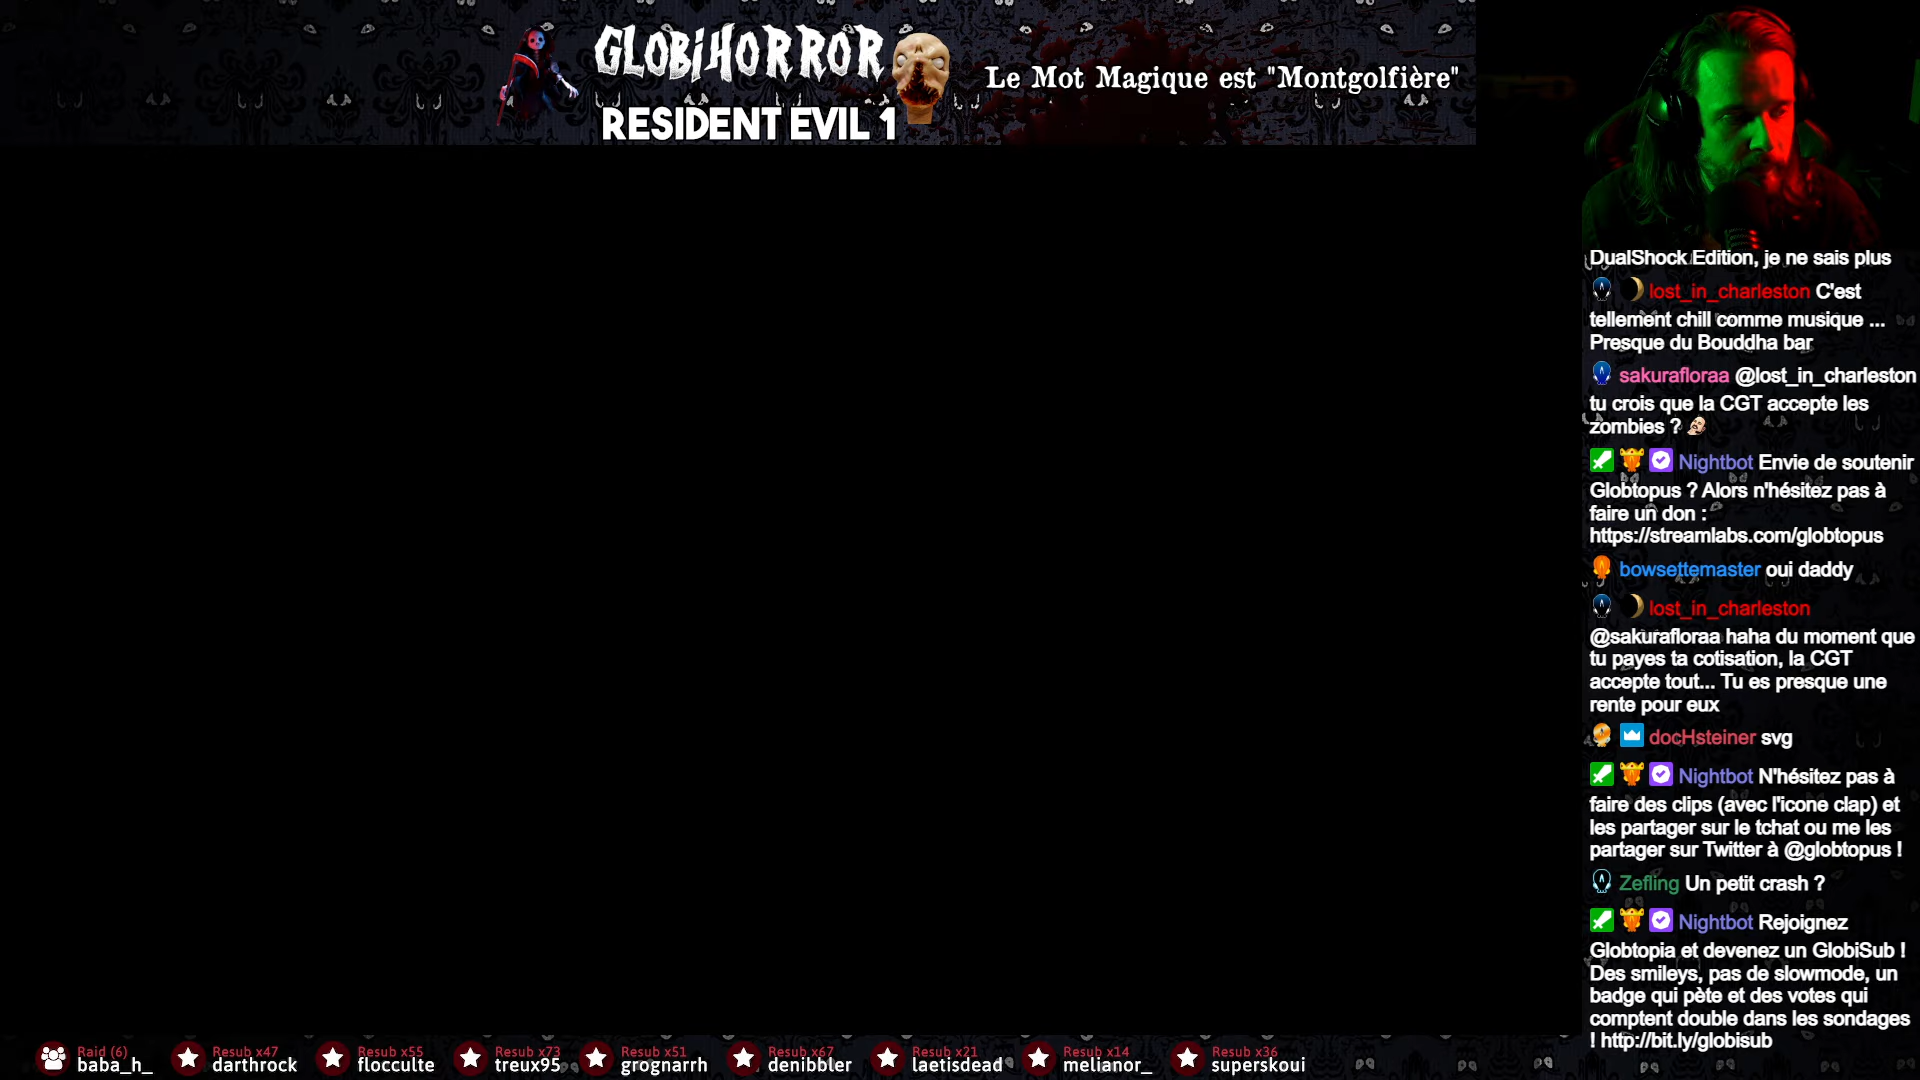 GLOBIHORROR
RESIDENT EVIL 1
Le Mot Magique est "Montgolfière"
DualShock Edition, je ne sais plus
lost_in_charleston C'est
tellement chill comme musique ...
Presque du Bouddha bar
sakurafloraa @lost_in_charleston
tu crois que la CGT accepte les
zombies ?
Nightbot Envie de soutenir
Globtopus ? Alors n'hésitez pas à
faire un don :
https://streamlabs.com/globtopus
bowsettemaster oui daddy
lost_in_charleston
@sakurafloraa haha du moment que
tu payes ta cotisation, la CGT
accepte tout... Tu es presque une
rente pour eux
docHsteiner svg
Nightbot N'hésitez pas à
faire des clips (avec l'icone clap) et
les partager sur le tchat ou me les
partager sur Twitter à @globtopus !
Zefling Un petit crash ?
Nightbot Rejoignez
Globtopia et devenez un GlobiSub !
Des smileys, pas de slowmode, un
badge qui pète et des votes qui
comptent double dans les sondages
! http://bit.ly/globisub
Raid (6)
baba_h_
Resub x47
darthrock
Resub x55
flocculte
Resub x73
treux95
Resub x51
grognarrh
Resub x67
denibbler
Resub x21
laetisdead
Resub x14
melianor_
Resub x36
superskoui